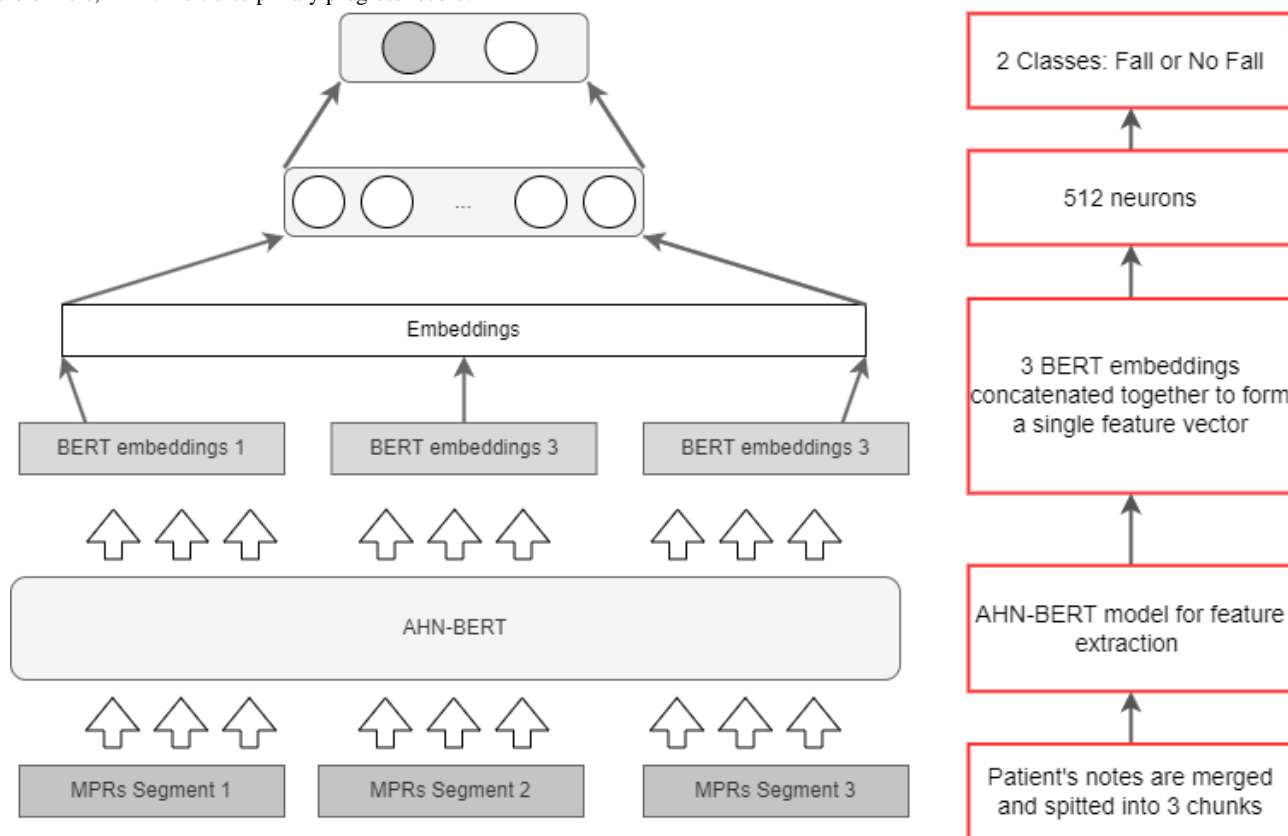 2 Classes: Fall or No Fall
...
512 neurons
Embeddings
3 BERT embeddings
concatenated together to form
a single feature vector
BERT embeddings 1
BERT embeddings 3
BERT embeddings 3
AHN-BERT
AHN-BERT model for feature
extraction
MPRs Segment 1
MPRs Segment 2
MPRs Segment 3
Patient's notes are merged
and spitted into 3 chunks